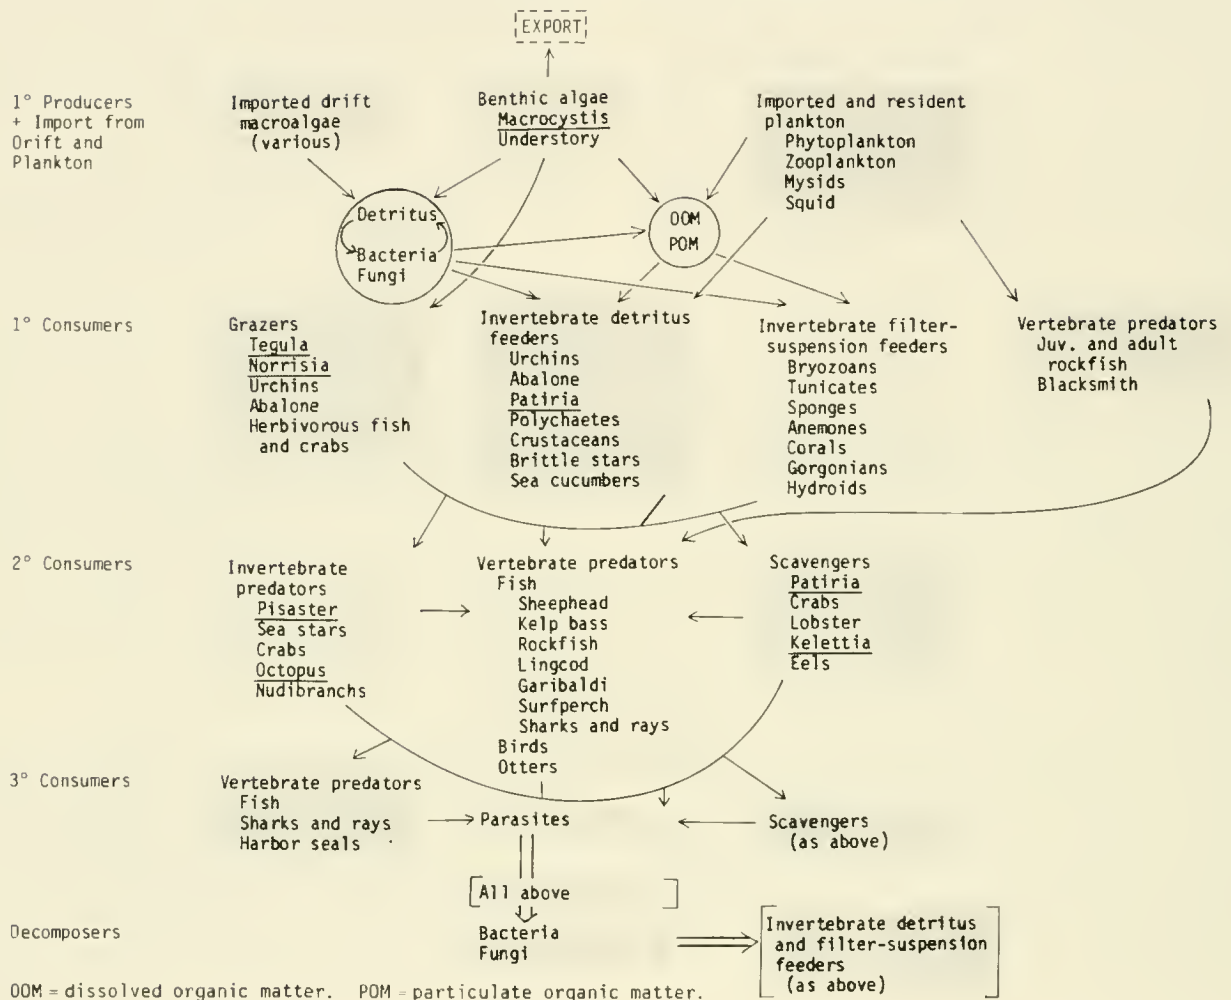 EXPORT
1° Producers
+ Import from
Drift and
Plankton
Imported drift
macroalgae
(various)
Benthic algae
Macrocystis
Understory
Imported and resident
plankton
Phytoplankton
Zooplankton
Mysids
Squid
Detritus
Bacteria
Fungi
OOM
POM
1° Consumers
Grazers
Tegula
Norrisia
Urchins
Abalone
Herbivorous fish
and crabs
Invertebrate detritus
feeders
Urchins
Abalone
Patiria
Polychaetes
Crustaceans
Brittle stars
Sea cucumbers
Invertebrate filter-
suspension feeders
Bryozoans
Tunicates
Sponges
Anemones
Corals
Gorgonians
Hydroids
Vertebrate predators
Juv. and adult
rockfish
Blacksmith
2° Consumers
Invertebrate
predators
Pisaster
Sea stars
Crabs
Octopus
Nudibranchs
Vertebrate predators
Fish
Sheephead
Kelp bass
Rockfish
Lingcod
Garibaldi
Surfperch
Sharks and rays
Birds
Otters
Scavengers
Patiria
Crabs
Lobster
Kelettia
Eels
3° Consumers
Vertebrate predators
Fish
Sharks and rays
Harbor seals
Parasites
Scavengers
(as above)
[All above ]
Decomposers
Bacteria
Fungi
Invertebrate detritus
and filter-suspension
feeders
(as above)
OOM = dissolved organic matter. POM = particulate organic matter.